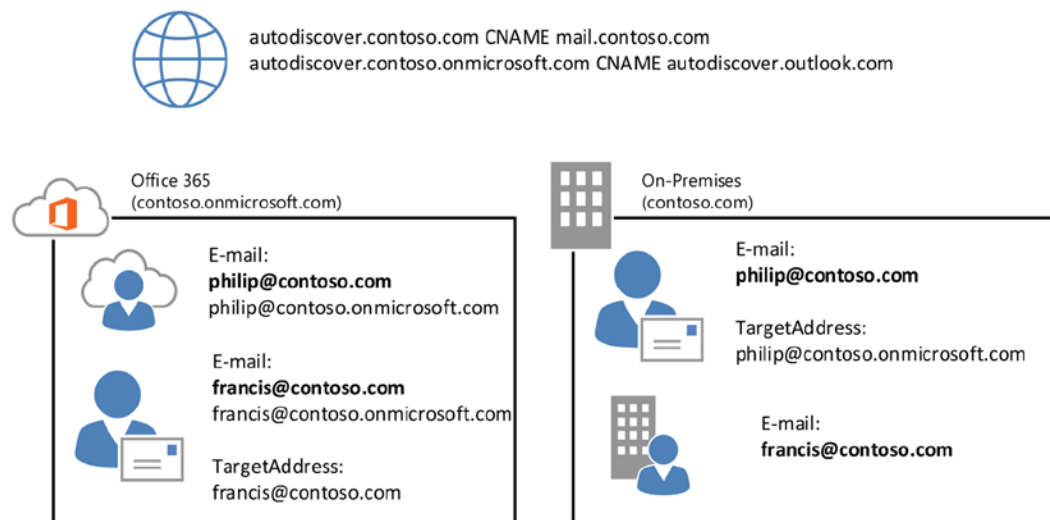 autodiscover.contoso.com CNAME mail.contoso.com
autodiscover.contoso.onmicrosoft.com CNAME autodiscover.outlook.com
Office 365
(contoso.onmicrosoft.com)
E-mail:
philip@contoso.com
philip@contoso.onmicrosoft.com
E-mail:
francis@contoso.com
francis@contoso.onmicrosoft.com
TargetAddress:
francis@contoso.com
On-Premises
(contoso.com)
E-mail:
philip@contoso.com
TargetAddress:
philip@contoso.onmicrosoft.com
E-mail:
francis@contoso.com